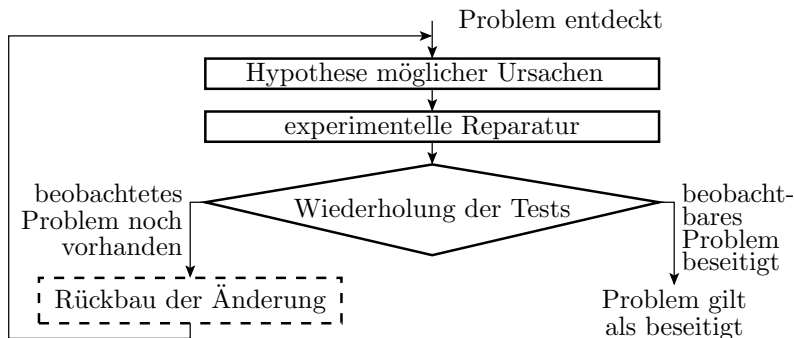 Problem entdeckt
Hypothese möglicher Ursachen
experimentelle Reparatur
Wiederholung der Tests
beobachtetes
Problem noch
vorhanden
beobacht-
bares
Problem
beseitigt
Rückbau der Änderung
Problem gilt
als beseitigt